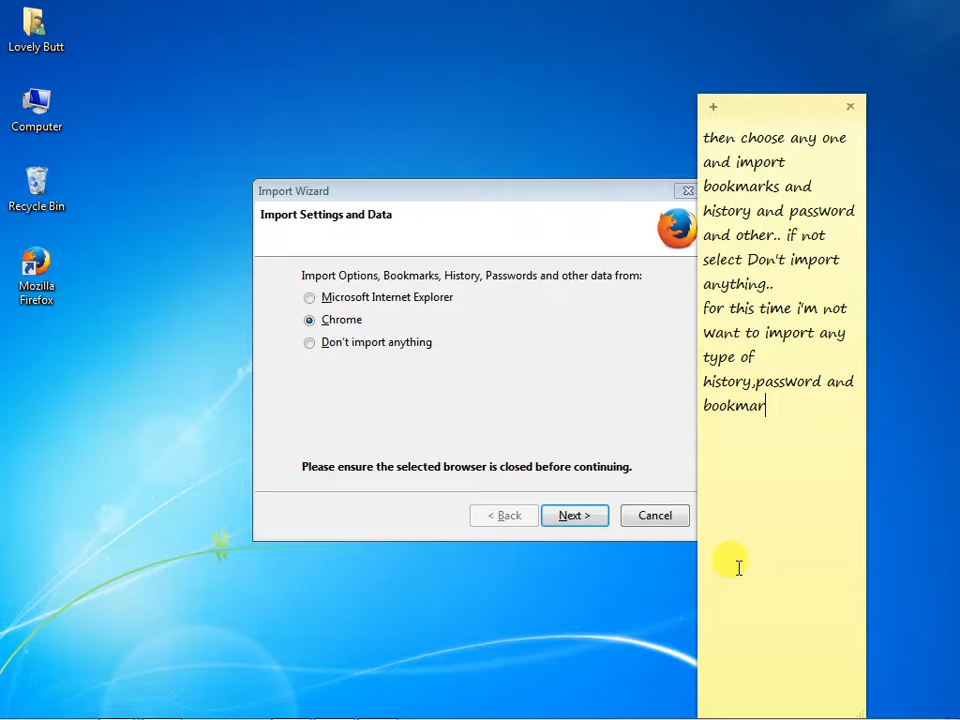 Lovely Butt
Computer
Recycle Bin
Mozilla
Firefox
Import Wizard
Import Settings and Data
Import Options, Bookmarks, History, Passwords and other data from:
Microsoft Internet Explorer
Chrome
Don't import anything
Please ensure the selected browser is closed before continuing.
< Back
Next >
Cancel
then choose any one
and import
bookmarks and
history and password
and other.. if not
select Don't import
anything..
for this time i'm not
want to import any
type of
history,password and
bookmar